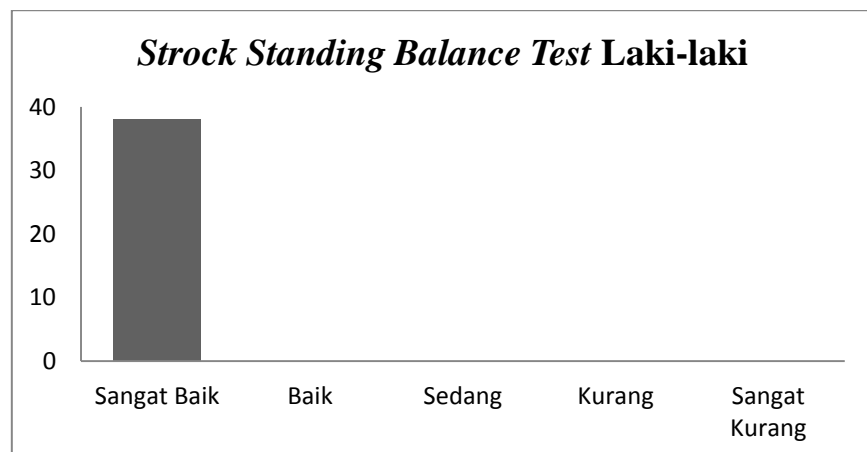 Strock Standing Balance Test Laki-laki
40
30
20
10
0
Sangat Baik
Baik
Sedang
Kurang
Sangat
Kurang